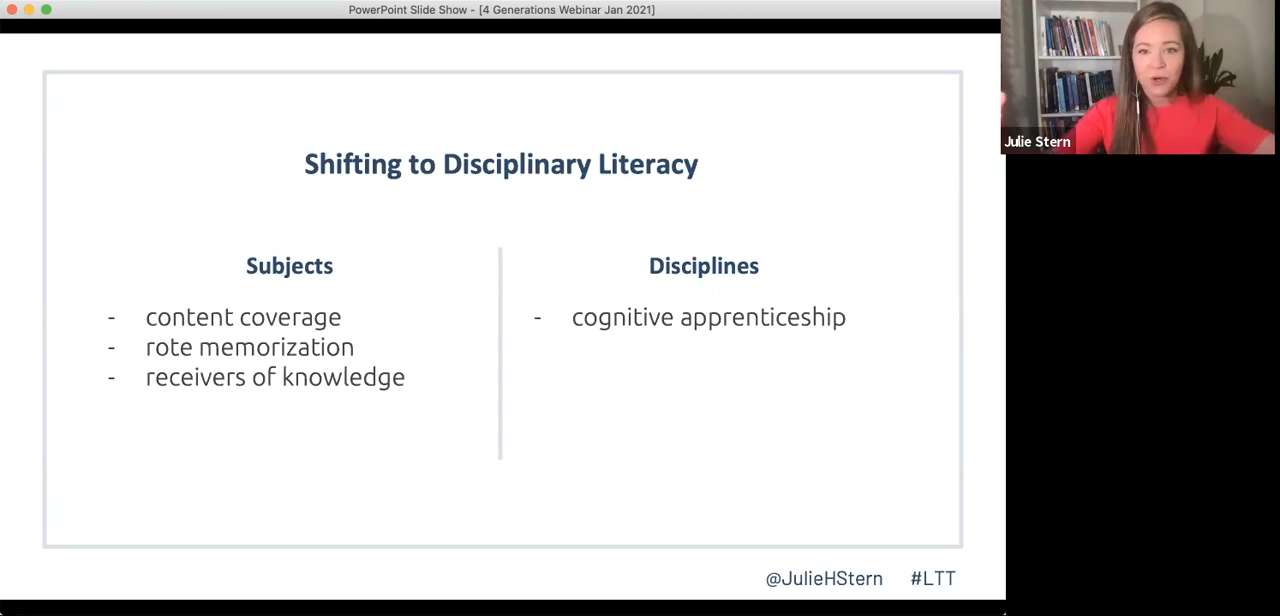 PowerPoint Slide Show - [4 Generations Webinar Jan 2021]
Julie Stern
Shifting to Disciplinary Literacy
Subjects
- content coverage
- rote memorization
- receivers of knowledge
Disciplines
- cognitive apprenticeship
@JulieHStern #LTT